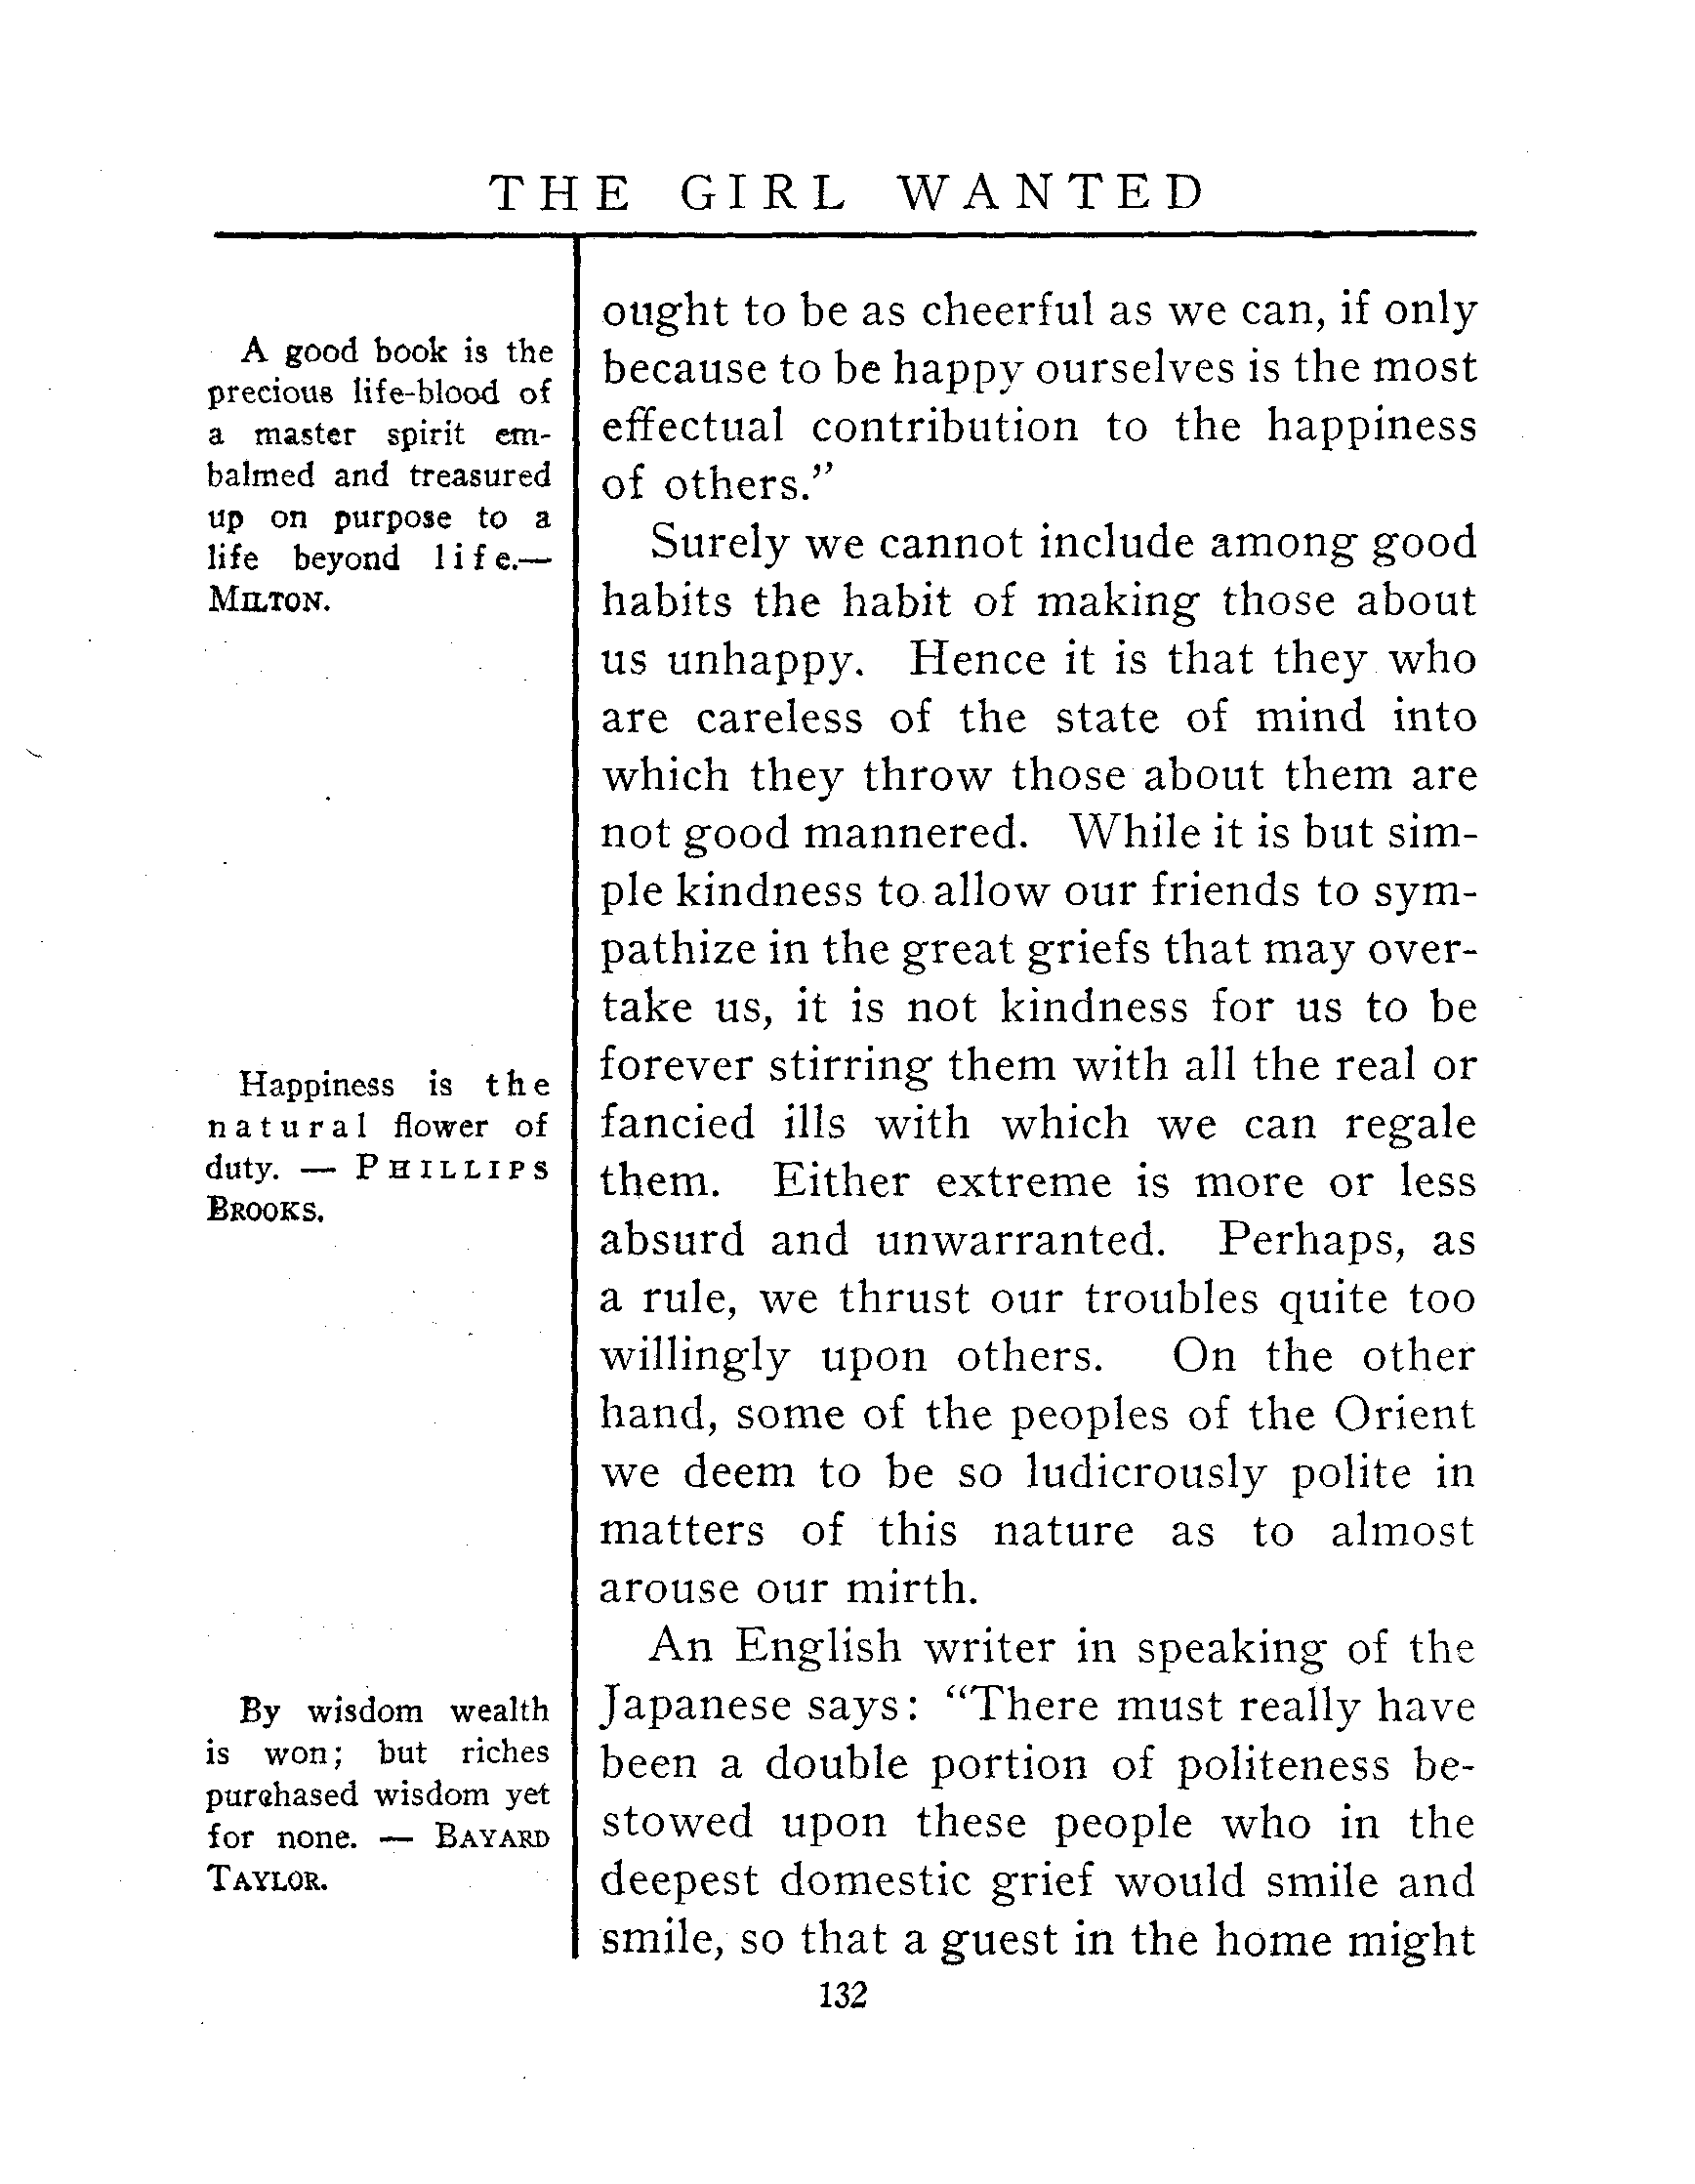 THE GIRL WANTED
A good book is the
precious life-blood of
a master spirit em-
balmed and treasured
up on purpose to a
life beyond life.—
MILTON.
Happiness is the
natural flower of
duty. — PHILLIPS
BROOKS.
By wisdom wealth
is won; but riches
purchased wisdom yet
for none. — BAYARD
TAYLOR.
ought to be as cheerful as we can, if only
because to be happy ourselves is the most
effectual contribution to the happiness
of others."
Surely we cannot include among good
habits the habit of making those about
us unhappy. Hence it is that they who
are careless of the state of mind into
which they throw those about them are
not good mannered. While it is but sim-
ple kindness to allow our friends to sym-
pathize in the great griefs that may over-
take us, it is not kindness for us to be
forever stirring them with all the real or
fancied ills with which we can regale
them. Either extreme is more or less
absurd and unwarranted. Perhaps, as
a rule, we thrust our troubles quite too
willingly upon others. On the other
hand, some of the peoples of the Orient
we deem to be so ludicrously polite in
matters of this nature as to almost
arouse our mirth.
An English writer in speaking of the
Japanese says: "There must really have
been a double portion of politeness be-
stowed upon these people who in the
deepest domestic grief would smile and
smile, so that a guest in the home might
132